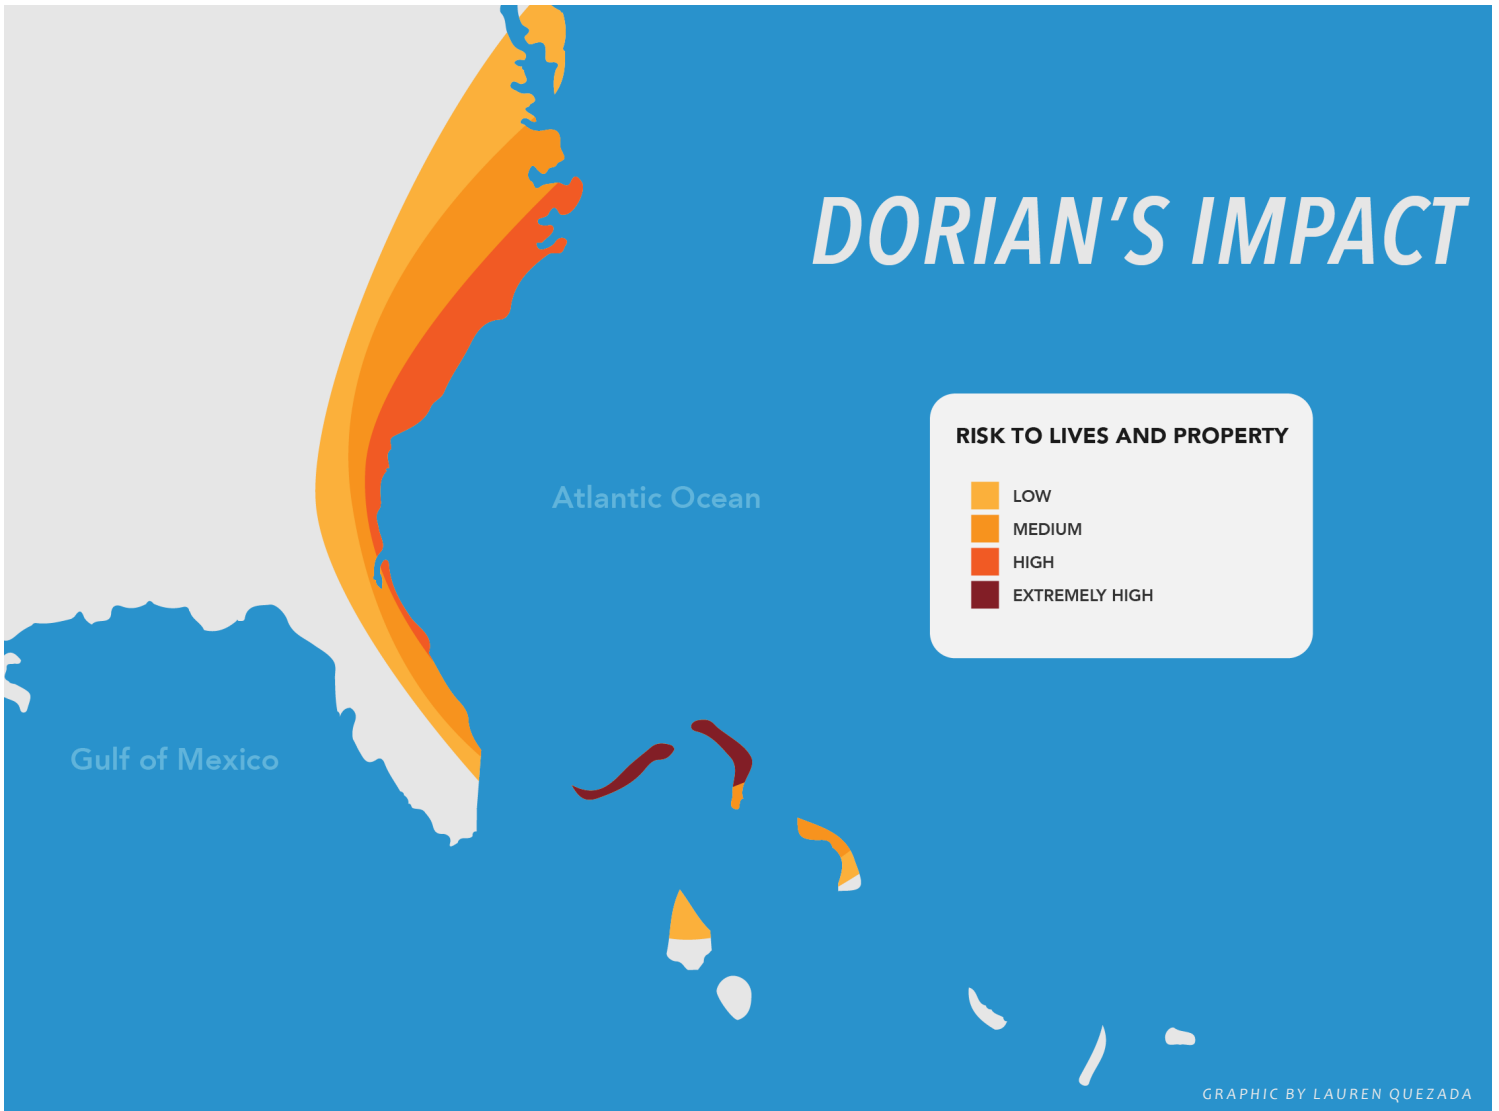 DORIAN'S IMPACT
RISK TO LIVES AND PROPERTY
LOW
MEDIUM
HIGH
EXTREMELY HIGH
Atlantic Ocean
Gulf of Mexico
GRAPHIC BY LAUREN QUEZADA